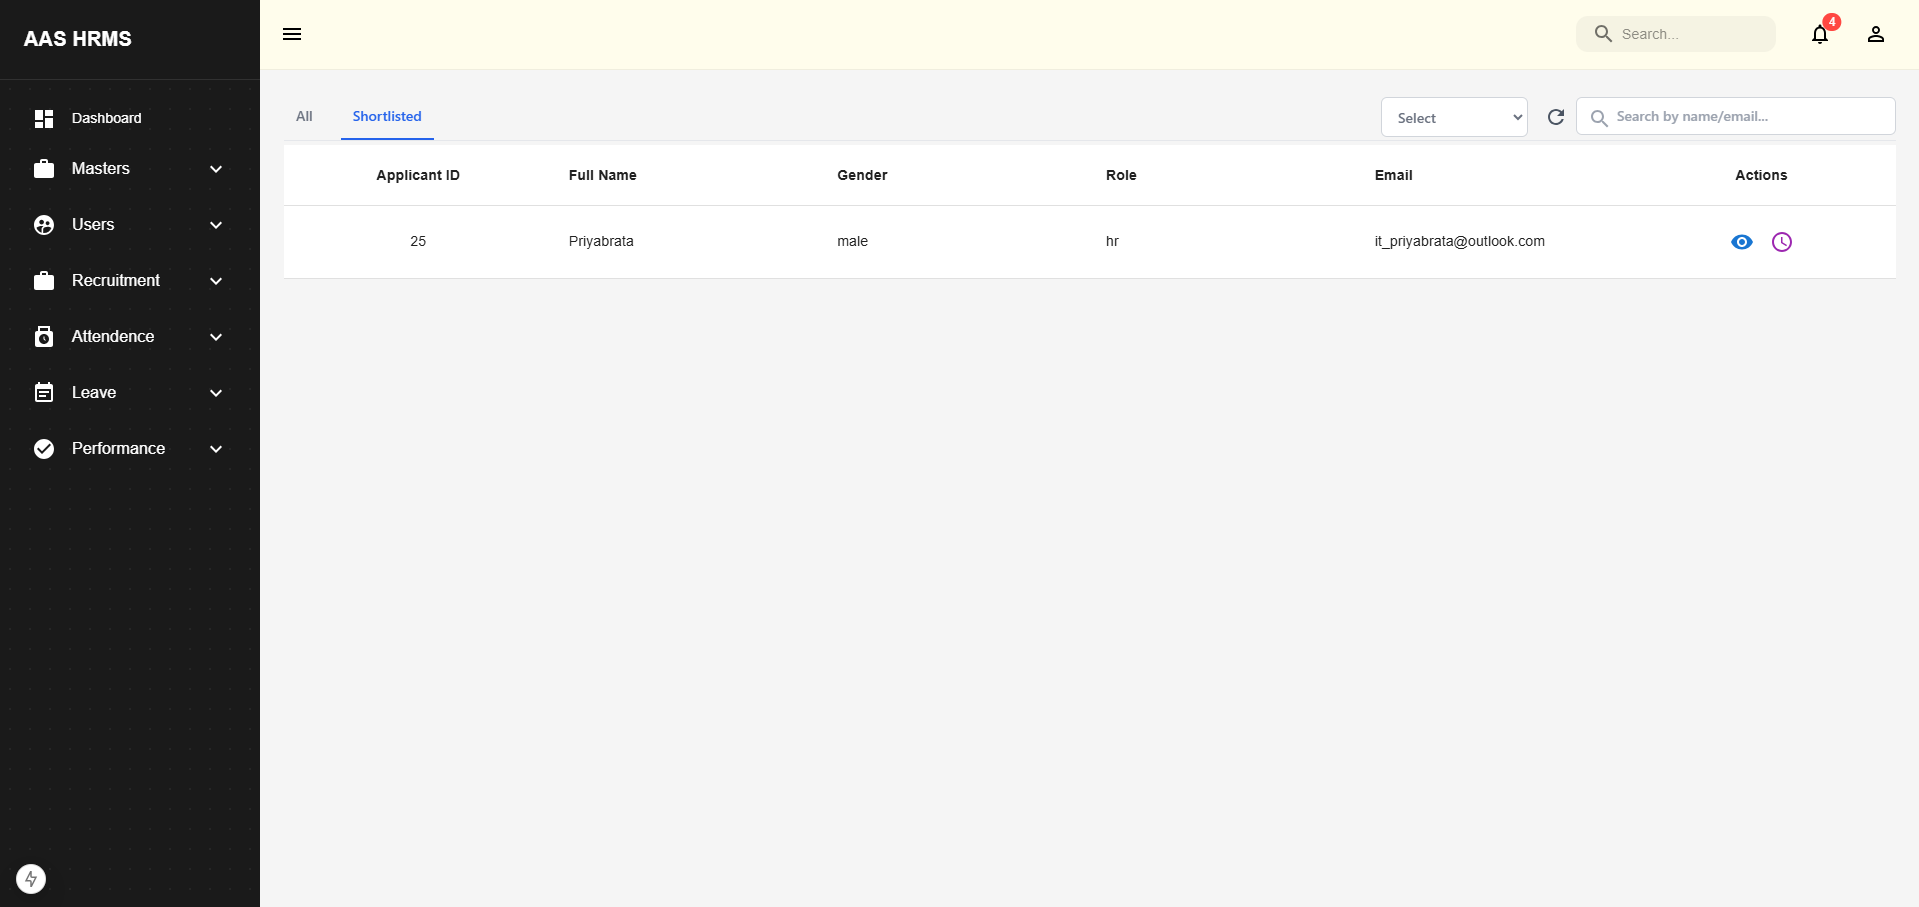 AAS HRMS
Search...
4
Dashboard
Masters
Users
Recruitment
Attendence
Leave
Performance
All
Shortlisted
Select
Search by name/email...
Applicant ID Full Name Gender Role Email Actions
25 Priyabrata male hr it_priyabrata@outlook.com